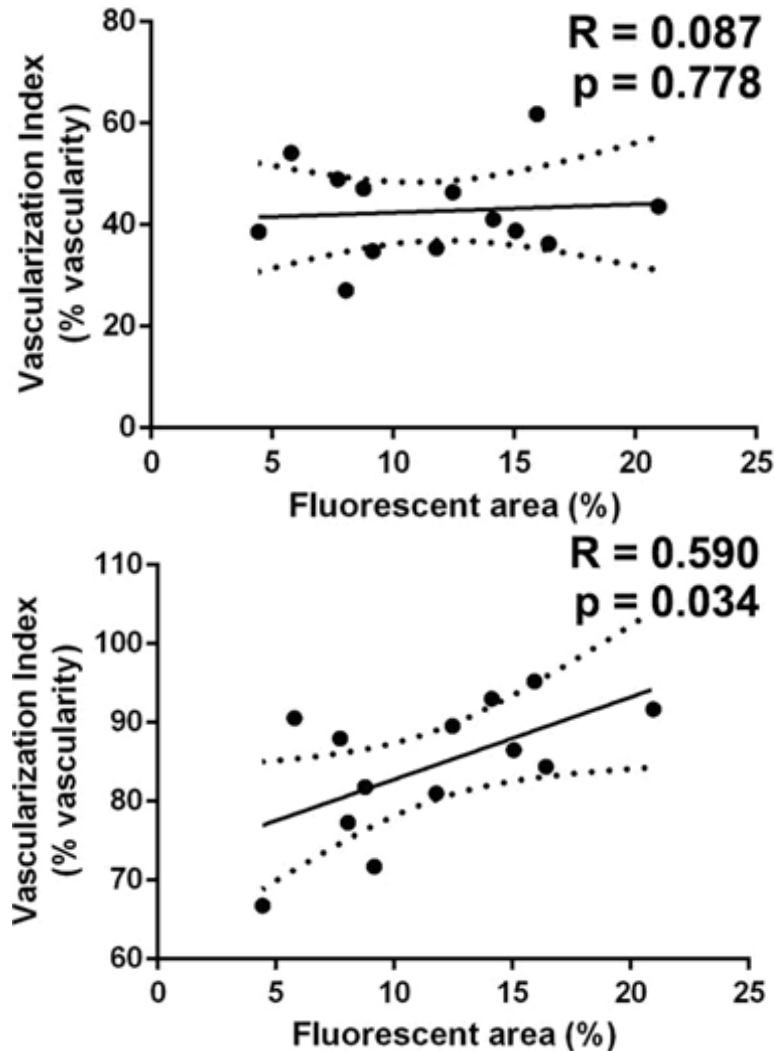 R = 0.087
p = 0.778
Vascularization Index
(% vascularity)
80
60
40
20
0
0 5 10 15 20 25
Fluorescent area (%)
R = 0.590
p = 0.034
Vascularization Index
(% vascularity)
110
100
90
80
70
60
0 5 10 15 20 25
Fluorescent area (%)